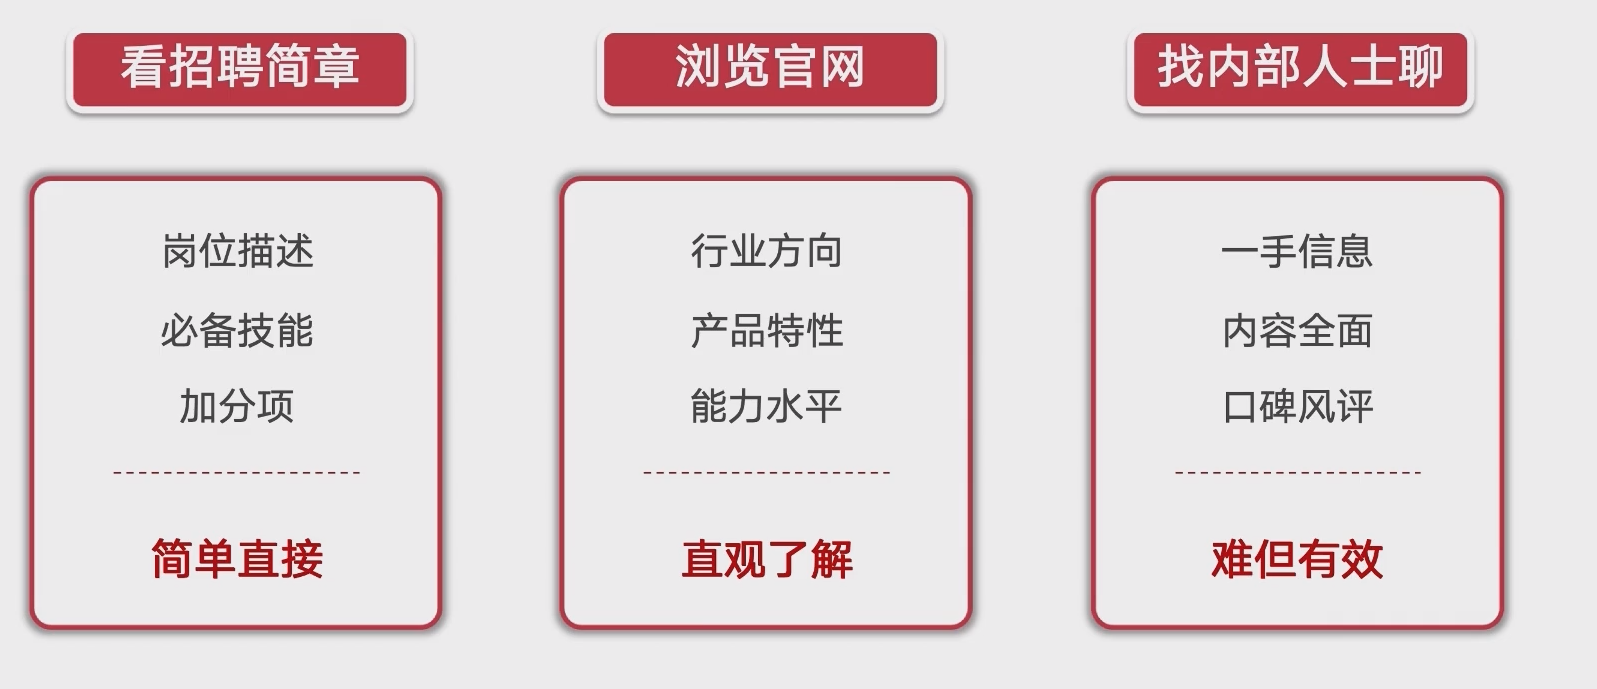 看招聘简章
岗位描述
必备技能
加分项
简单直接
浏览官网
行业方向
产品特性
能力水平
直观了解
找内部人士聊
一手信息
内容全面
口碑风评
难但有效